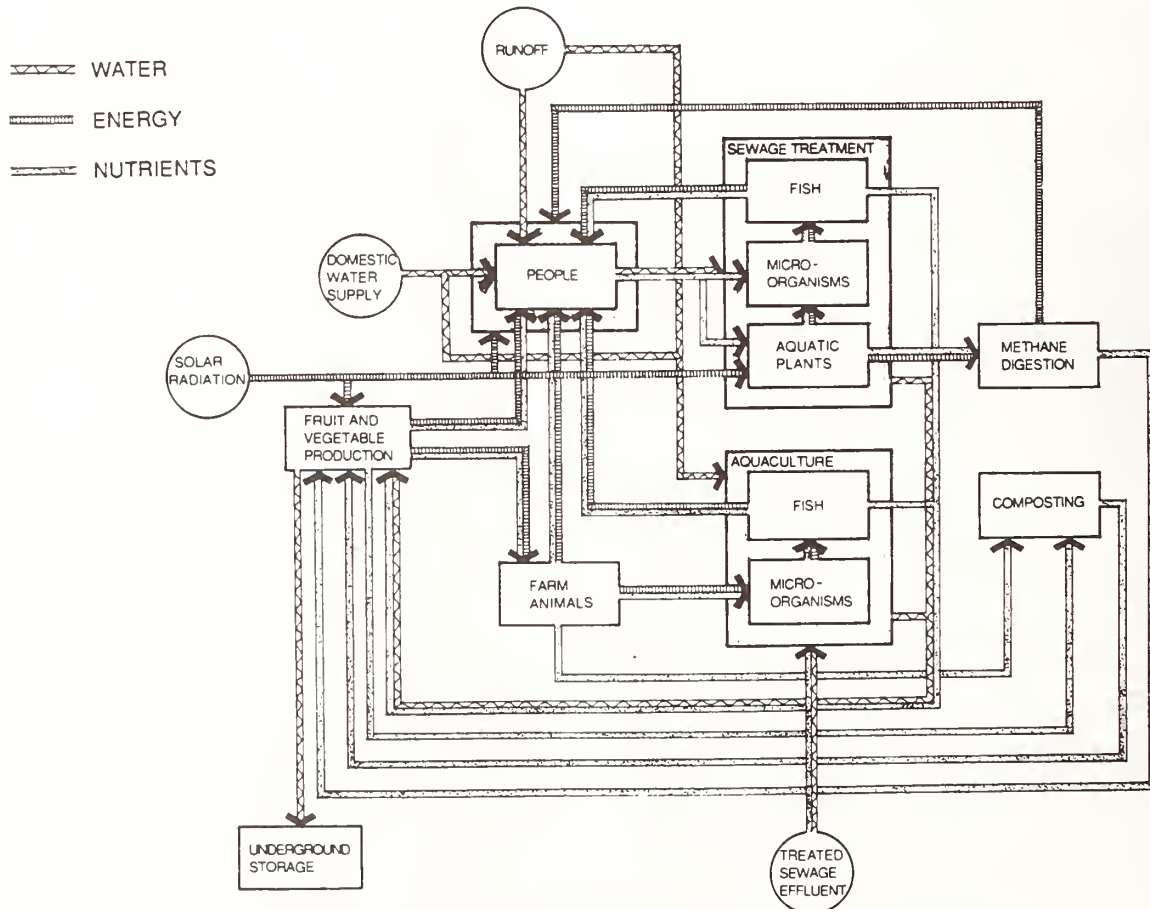 RUNOFF
WATER
ENERGY
NUTRIENTS
SEWAGE TREATMENT
FISH
DOMESTIC
WATER
SUPPLY
PEOPLE
MICRO-
ORGANISMS
SOLAR
RADIATION
AQUATIC
PLANTS
METHANE
DIGESTION
FRUIT AND
VEGETABLE
PRODUCTION
AQUACULTURE
FISH
COMPOSTING
FARM
ANIMALS
MICRO-
ORGANISMS
UNDERGROUND
STORAGE
TREATED
SEWAGE
EFFLUENT